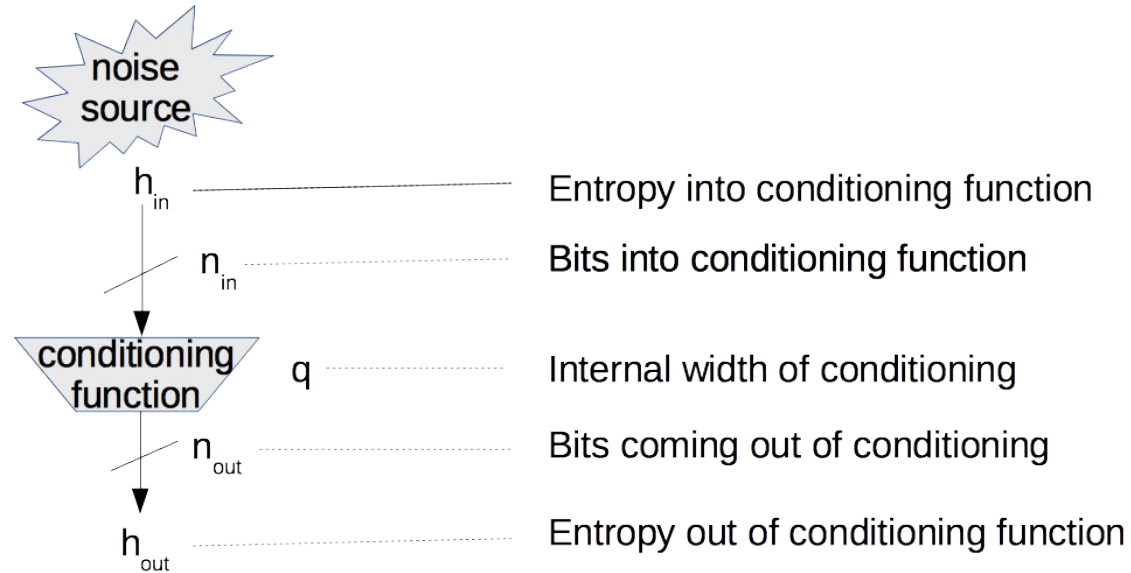 noise
source
h_in Entropy into conditioning function
n_in Bits into conditioning function
conditioning
function
q Internal width of conditioning
n_out Bits coming out of conditioning
h_out Entropy out of conditioning function